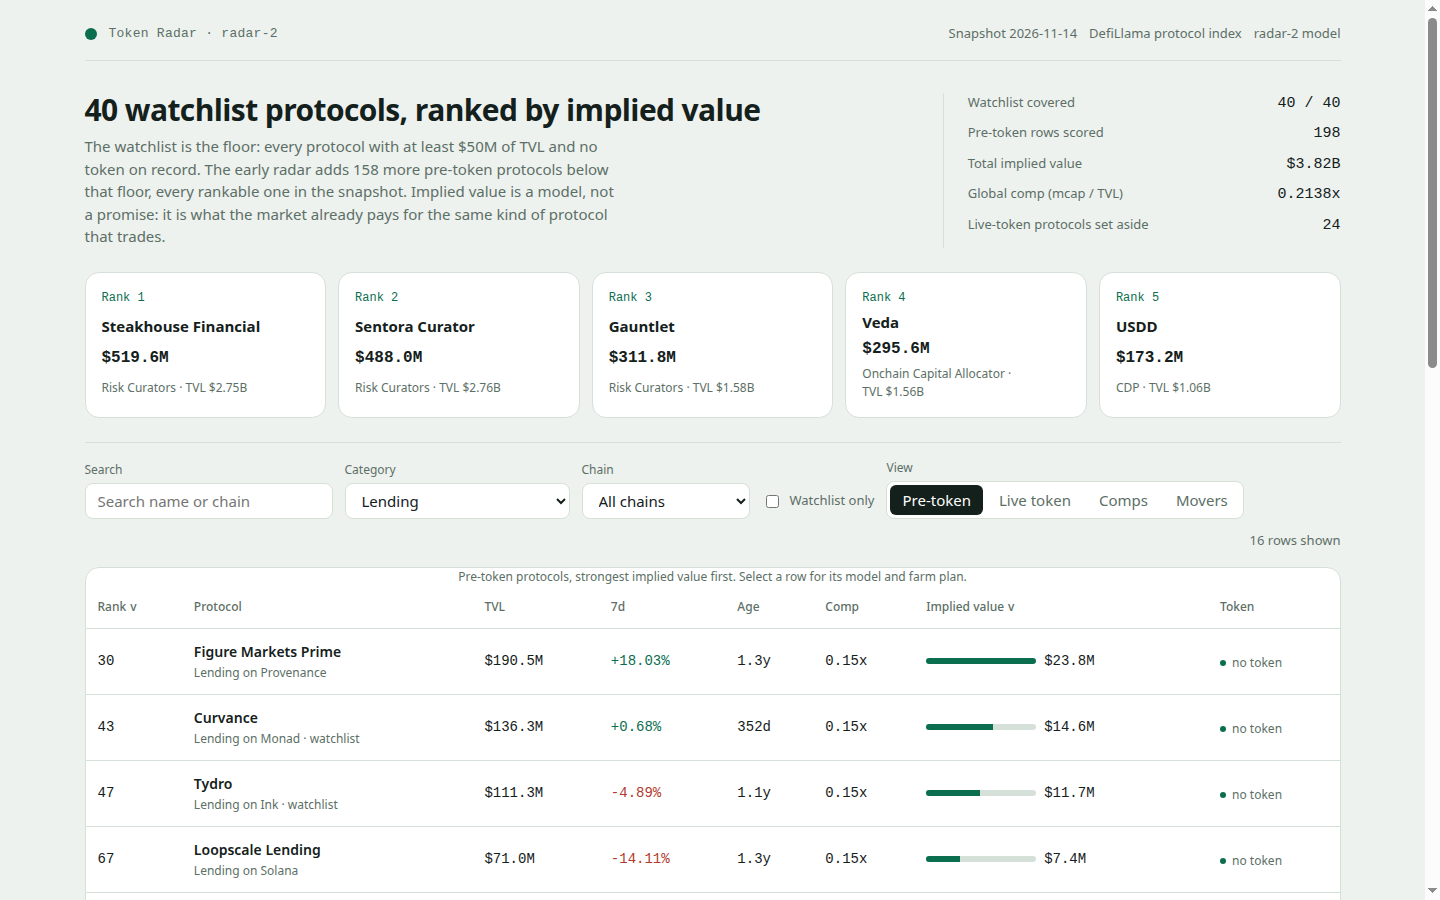 Token Radar · radar-2
Snapshot 2026-11-14 DefiLlama protocol index radar-2 model
40 watchlist protocols, ranked by implied value
The watchlist is the floor: every protocol with at least $50M of TVL and no
token on record. The early radar adds 158 more pre-token protocols below
that floor, every rankable one in the snapshot. Implied value is a model, not
a promise: it is what the market already pays for the same kind of protocol
that trades.
Watchlist covered 40 / 40
Pre-token rows scored 198
Total implied value $3.82B
Global comp (mcap / TVL) 0.2138x
Live-token protocols set aside 24
Rank 1
Steakhouse Financial
$519.6M
Risk Curators · TVL $2.75B
Rank 2
Sentora Curator
$488.0M
Risk Curators · TVL $2.76B
Rank 3
Gauntlet
$311.8M
Risk Curators · TVL $1.58B
Rank 4
Veda
$295.6M
Onchain Capital Allocator ·
TVL $1.56B
Rank 5
USDD
$173.2M
CDP · TVL $1.06B
Search
Search name or chain
Category
Lending
Chain
All chains
Watchlist only
View
Pre-token Live token Comps Movers
16 rows shown
Pre-token protocols, strongest implied value first. Select a row for its model and farm plan.
Rank v Protocol TVL 7d Age Comp Implied value v Token
30 Figure Markets Prime $190.5M +18.03% 1.3y 0.15x $23.8M no token
Lending on Provenance
43 Curvance $136.3M +0.68% 352d 0.15x $14.6M no token
Lending on Monad · watchlist
47 Tydro $111.3M -4.89% 1.1y 0.15x $11.7M no token
Lending on Ink · watchlist
67 Loopscale Lending $71.0M -14.11% 1.3y 0.15x $7.4M no token
Lending on Solana